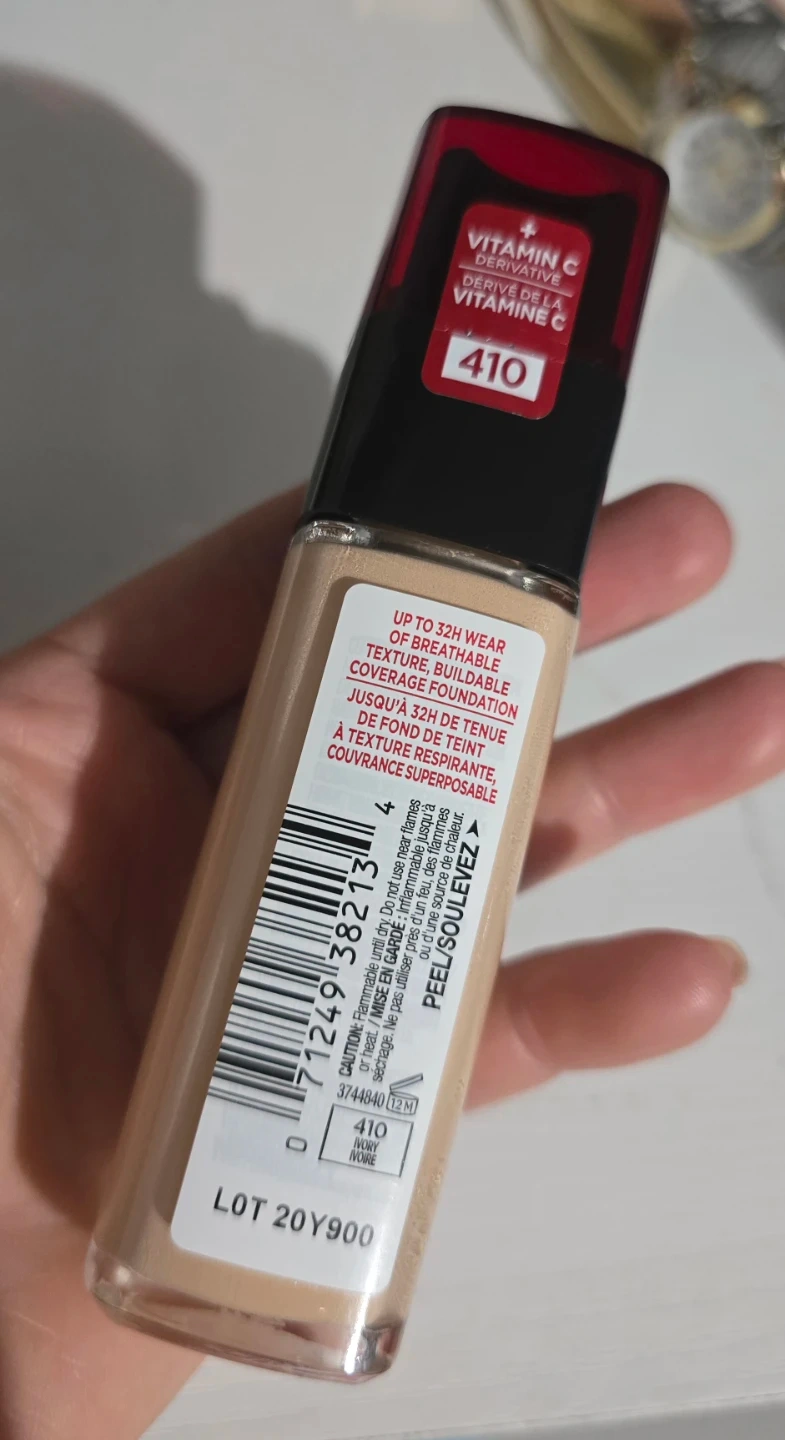 +
VITAMIN C
DERIVATIVE
DÉRIVÉ DE LA
VITAMINE C
410
UP TO 32H WEAR
OF BREATHABLE
TEXTURE, BUILDABLE
COVERAGE FOUNDATION
JUSQU'À 32H DE TENUE
DE FOND DE TEINT
À TEXTURE RESPIRANTE,
COUVRANCE SUPERPOSABLE
0 71249 38213 4
CAUTION: Flammable until dry. Do not use near flames
or heat. / MISE EN GARDE : Inflammable jusqu'à
séchage. Ne pas utiliser près d'un feu, des flammes
ou d'une source de chaleur.
PEEL/SOULEVEZ ➤
3744840
12 M
410
IVORY
IVOIRE
LOT 20Y900